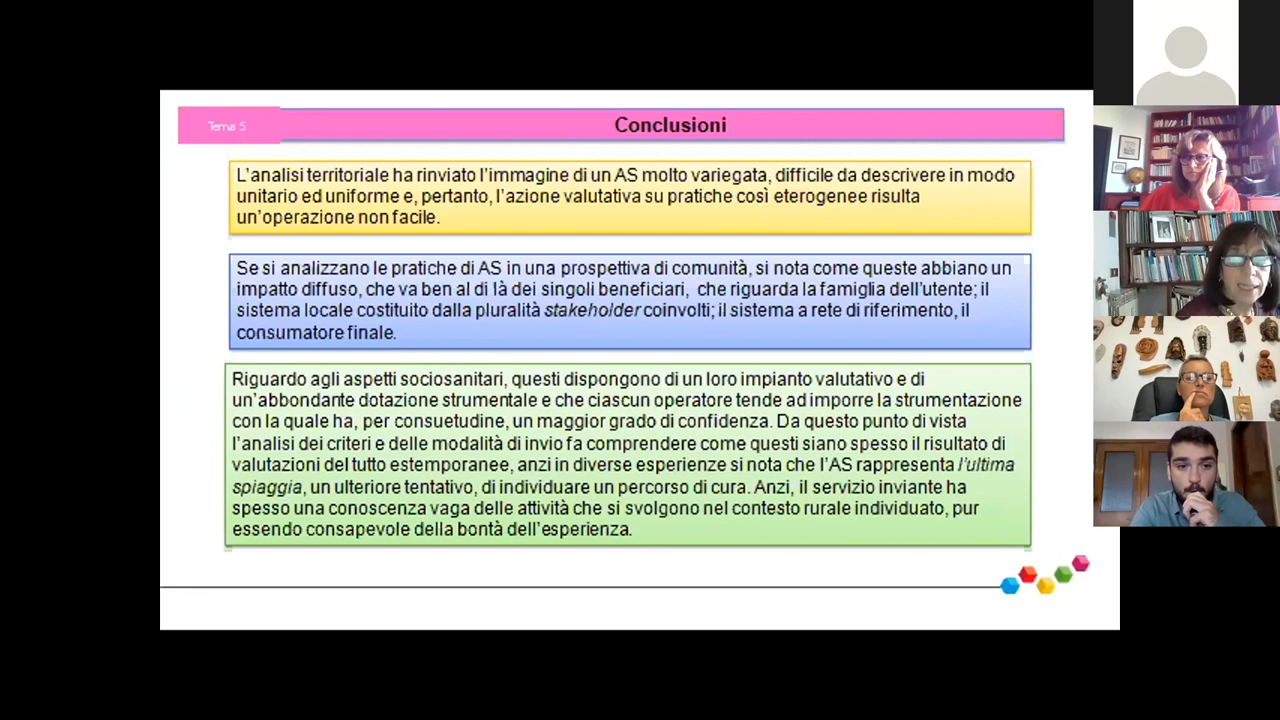 Tema 5
Conclusioni
L'analisi territoriale ha rinviato l'immagine di un AS molto variegata, difficile da descrivere in modo
unitario ed uniforme e, pertanto, l'azione valutativa su pratiche così eterogenee risulta
un'operazione non facile.
Se si analizzano le pratiche di AS in una prospettiva di comunità, si nota come queste abbiano un
impatto diffuso, che va ben al di là dei singoli beneficiari, che riguarda la famiglia dell'utente; il
sistema locale costituito dalla pluralità stakeholder coinvolti; il sistema a rete di riferimento, il
consumatore finale.
Riguardo agli aspetti sociosanitari, questi dispongono di un loro impianto valutativo e di
un'abbondante dotazione strumentale e che ciascun operatore tende ad imporre la strumentazione
con la quale ha, per consuetudine, un maggior grado di confidenza. Da questo punto di vista
l'analisi dei criteri e delle modalità di invio fa comprendere come questi siano spesso il risultato di
valutazioni del tutto estemporanee, anzi in diverse esperienze si nota che l'AS rappresenta l'ultima
spiaggia, un ulteriore tentativo, di individuare un percorso di cura. Anzi, il servizio inviante ha
spesso una conoscenza vaga delle attività che si svolgono nel contesto rurale individuato, pur
essendo consapevole della bontà dell'esperienza.